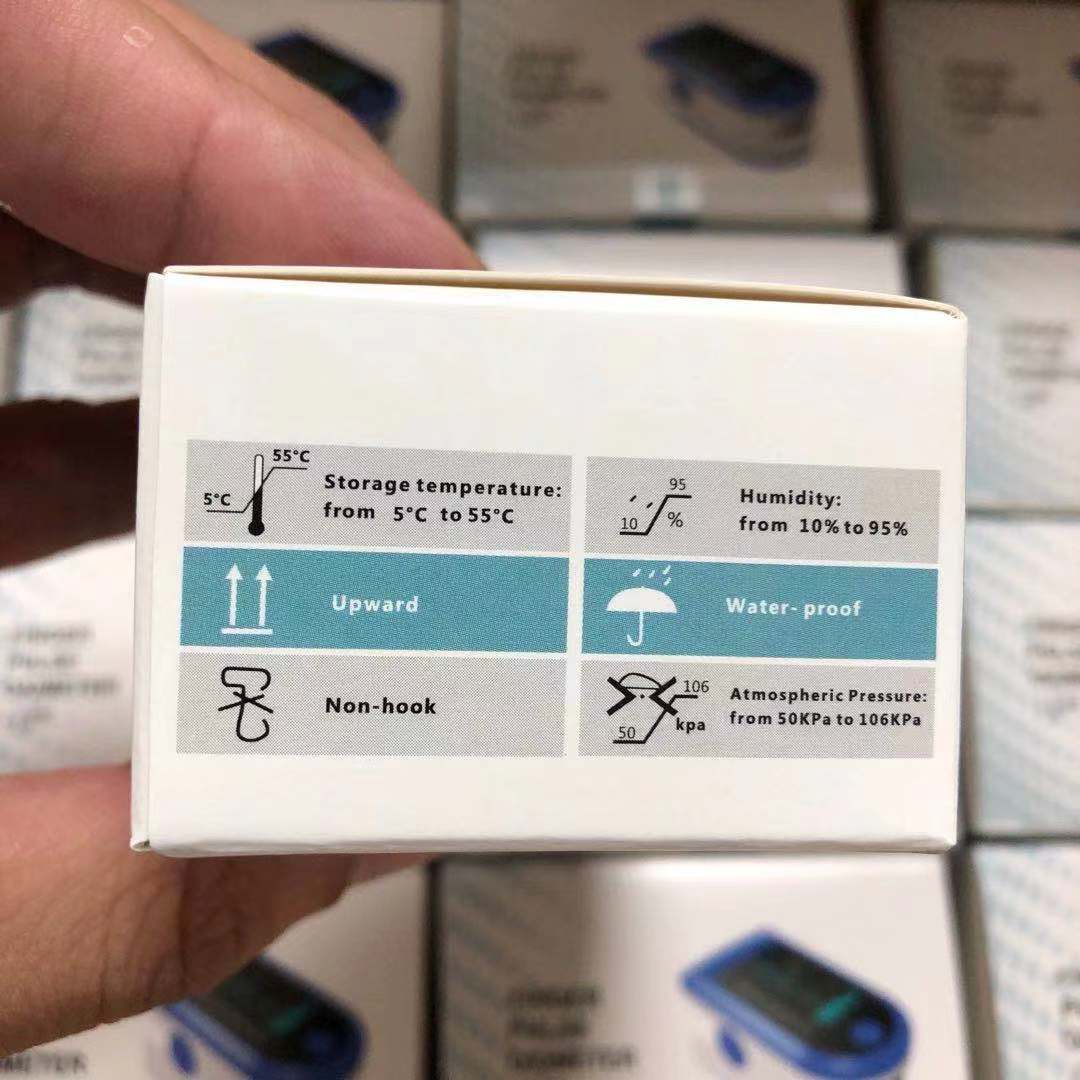 55°C
5°C
Storage temperature:
from 5°C to 55°C
95
10
%
Humidity:
from 10% to 95%
Upward
Water- proof
Non-hook
106
50
kpa
Atmospheric Pressure:
from 50KPa to 106KPa